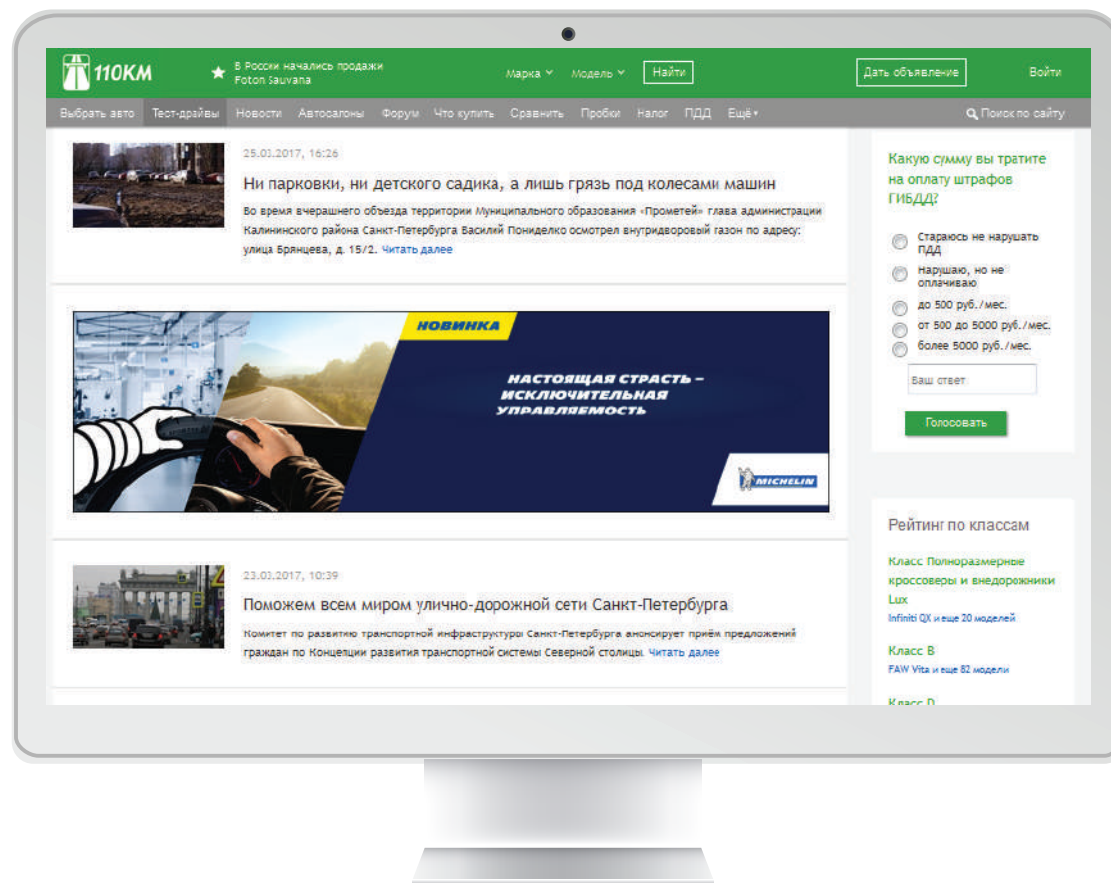 110КМ
В России начались продажи
Foton Sauvana
Марка
Модель
Найти
Дать объявление
Войти
Выбрать авто Тест-драйвы Новости Автосалоны Форум Что купить Сравнить Пробки Налог ПДД Ещё
Поиск по сайту
25.03.2017, 16:26
Ни парковки, ни детского садика, а лишь грязь под колесами машин
Во время вчерашнего объезда территории Муниципального образования «Прометей» глава администрации
Калининского района Санкт-Петербурга Василий Пониделко осмотрел внутридворовый газон по адресу:
улица Брянцева, д. 15/2. Читать далее
НОВИНКА
НАСТОЯЩАЯ СТРАСТЬ –
ИСКЛЮЧИТЕЛЬНАЯ
УПРАВЛЯЕМОСТЬ
MICHELIN
23.03.2017, 10:39
Поможем всем миром улично-дорожной сети Санкт-Петербурга
Комитет по развитию транспортной инфраструктуры Санкт-Петербурга анонсирует приём предложений
граждан по Концепции развития транспортной системы Северной столицы. Читать далее
Какую сумму вы тратите
на оплату штрафов
ГИБДД?
Стараюсь не нарушать
ПДД
Нарушаю, но не
оплачиваю
до 500 руб./мес.
от 500 до 5000 руб./мес.
более 5000 руб./мес.
Ваш ответ
Голосовать
Рейтинг по классам
Класс Полноразмерные
кроссоверы и внедорожники
Lux
Infiniti QX и еще 20 моделей
Класс B
FAW Vita и еще 82 модели
Класс D